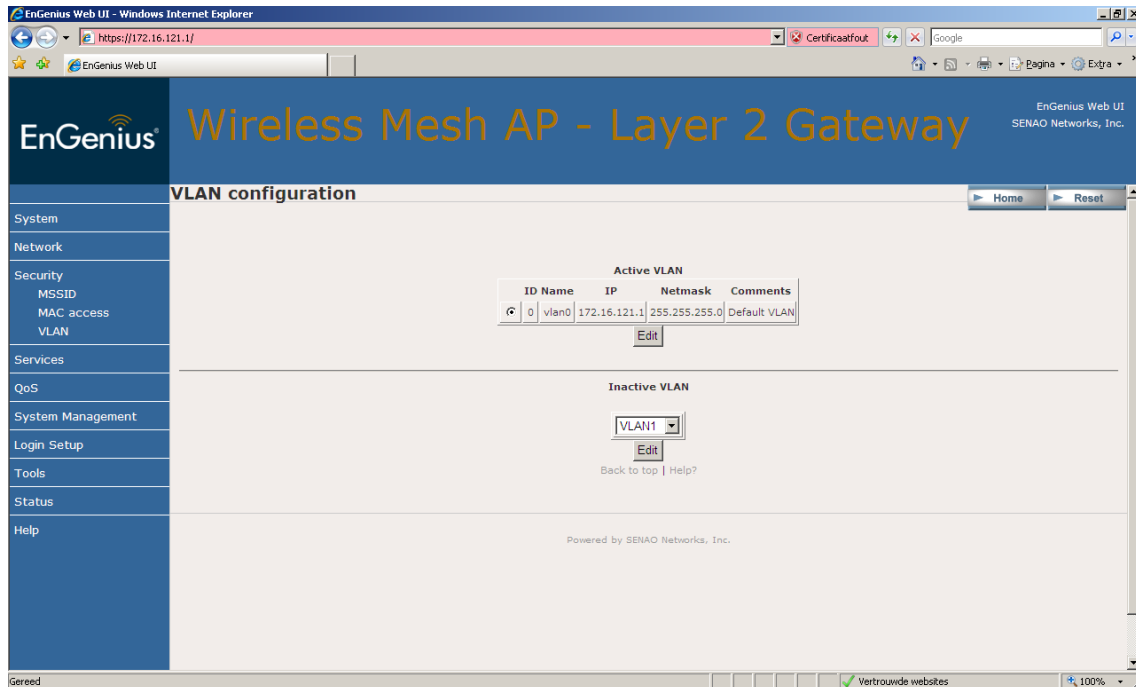 EnGenius Web UI - Windows Internet Explorer
https://172.16.121.1/
Certificaatfout
Google
EnGenius Web UI
Pagina
Extra
EnGenius®
Wireless Mesh AP - Layer 2 Gateway
EnGenius Web UI
SENAO Networks, Inc.
VLAN configuration
Home
Reset
System
Network
Security
MSSID
MAC access
VLAN
Services
QoS
System Management
Login Setup
Tools
Status
Help
Active VLAN
ID Name IP Netmask Comments
0 vlan0 172.16.121.1 255.255.255.0 Default VLAN
Edit
Inactive VLAN
VLAN1
Edit
Back to top | Help?
Powered by SENAO Networks, Inc.
Gereed
Vertrouwde websites
100%